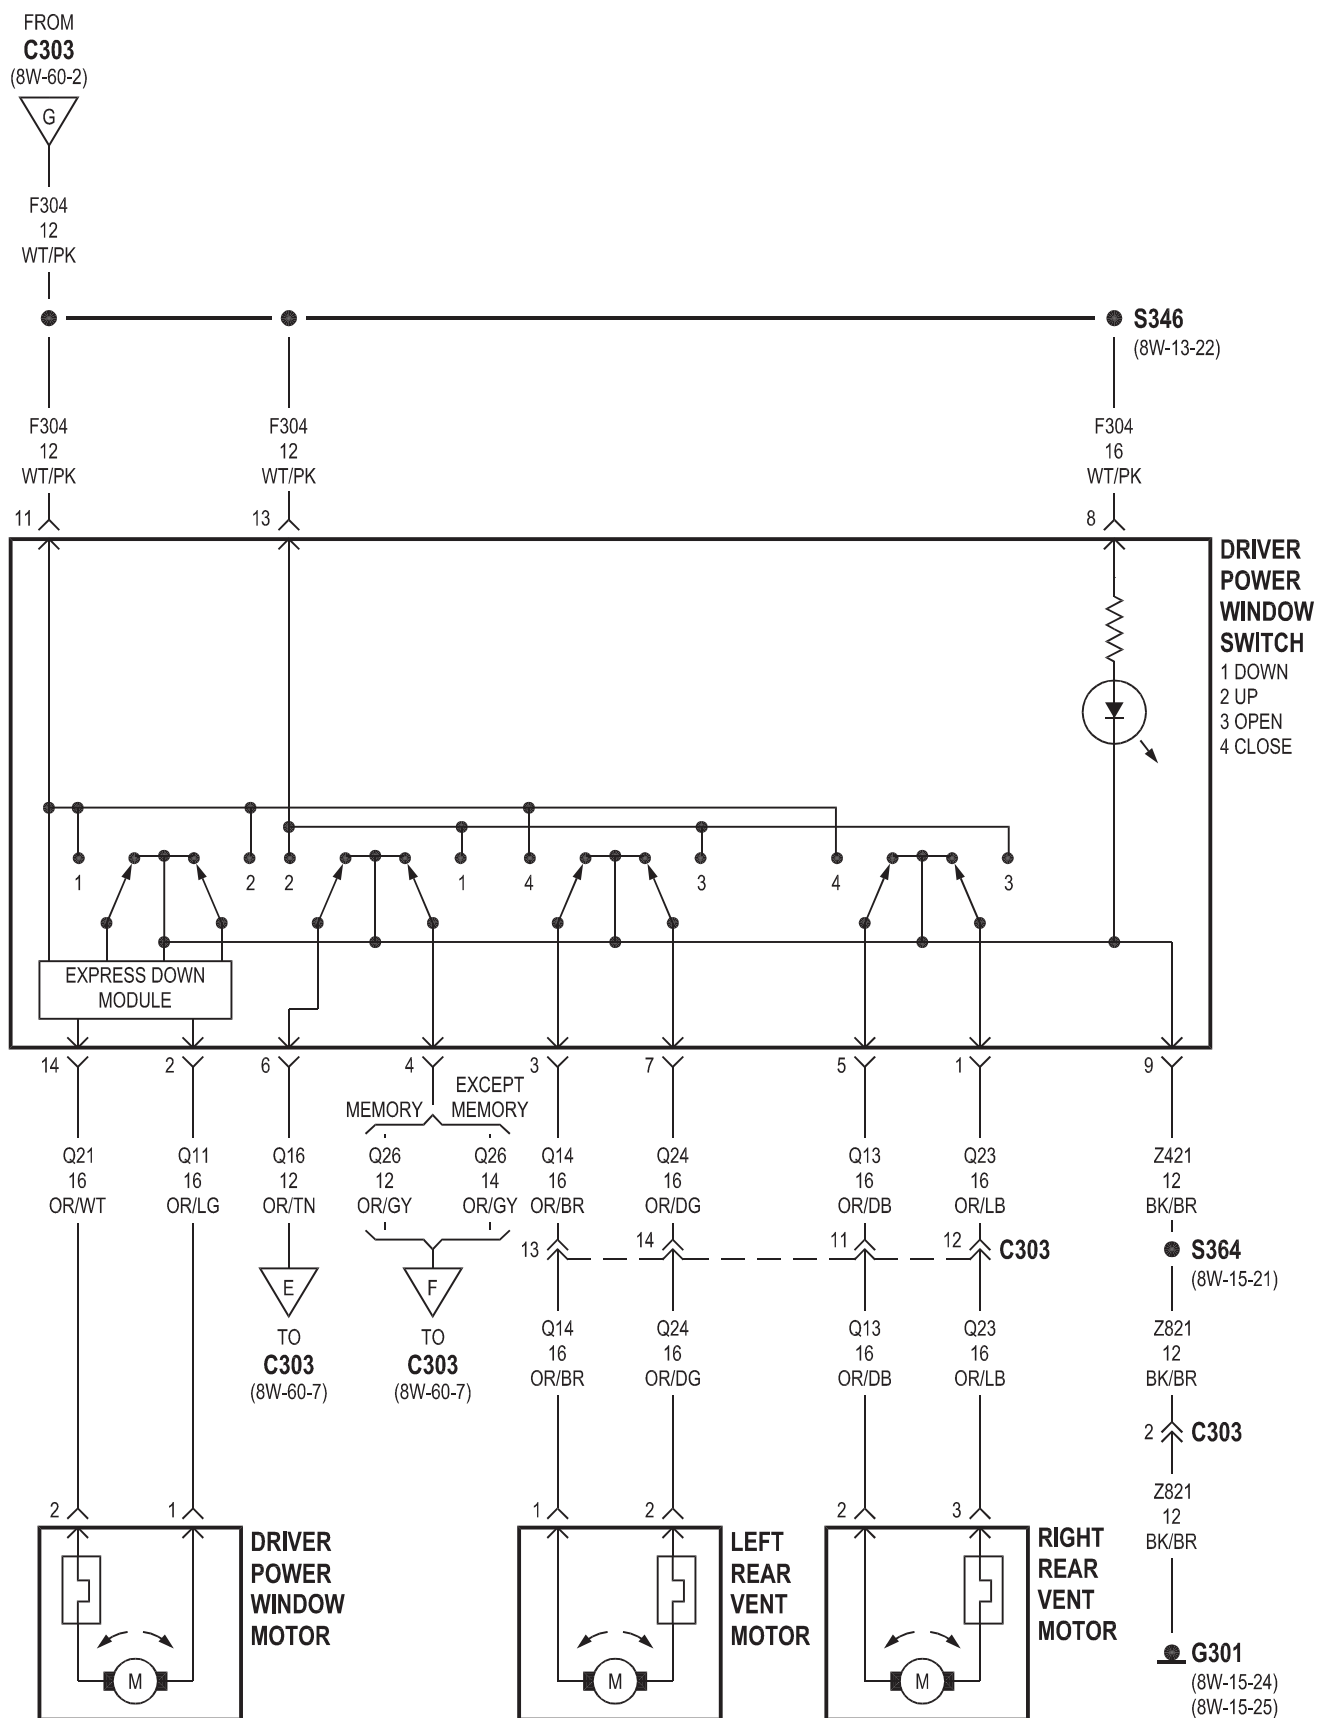 FROM
C303
(8W-60-2)
G
F304
12
WT/PK
S346
(8W-13-22)
F304 F304 F304
12 12 16
WT/PK WT/PK WT/PK
11 13 8
DRIVER
POWER
WINDOW
SWITCH
1 DOWN
2 UP
3 OPEN
4 CLOSE
1 2 2 1 4 3 4 3
EXPRESS DOWN
MODULE
14 2 6 4 3 7 5 1 9
MEMORY
EXCEPT
MEMORY
Q21 Q11 Q16 Q26 Q26 Q14 Q24 Q13 Q23 Z421
16 16 12 12 14 16 16 16 16 12
OR/WT OR/LG OR/TN OR/GY OR/GY OR/BR OR/DG OR/DB OR/LB BK/BR
13 14 11 12 C303
S364
(8W-15-21)
E F
TO TO
C303 C303
(8W-60-7) (8W-60-7)
Q14 Q24 Q13 Q23 Z821
16 16 16 16 12
OR/BR OR/DG OR/DB OR/LB BK/BR
2 C303
Z821
12
BK/BR
2 1 1 2 2 3
DRIVER
POWER
WINDOW
MOTOR
M
LEFT
REAR
VENT
MOTOR
M
RIGHT
REAR
VENT
MOTOR
M
G301
(8W-15-24)
(8W-15-25)